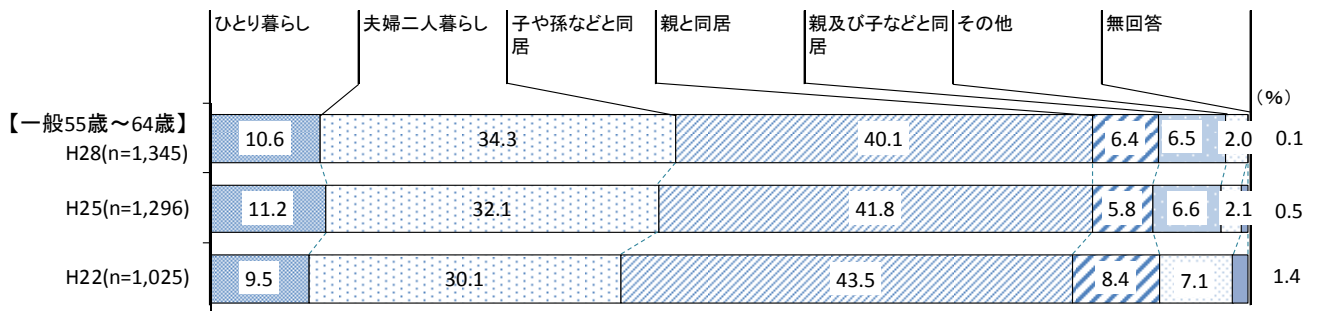 ひとり暮らし 夫婦二人暮らし 子や孫などと同居 親と同居 親及び子などと同居 その他 無回答
(%)
【一般55歳~64歳】
H28(n=1,345) 10.6 34.3 40.1 6.4 6.5 2.0 0.1
H25(n=1,296) 11.2 32.1 41.8 5.8 6.6 2.1 0.5
H22(n=1,025) 9.5 30.1 43.5 8.4 7.1 1.4